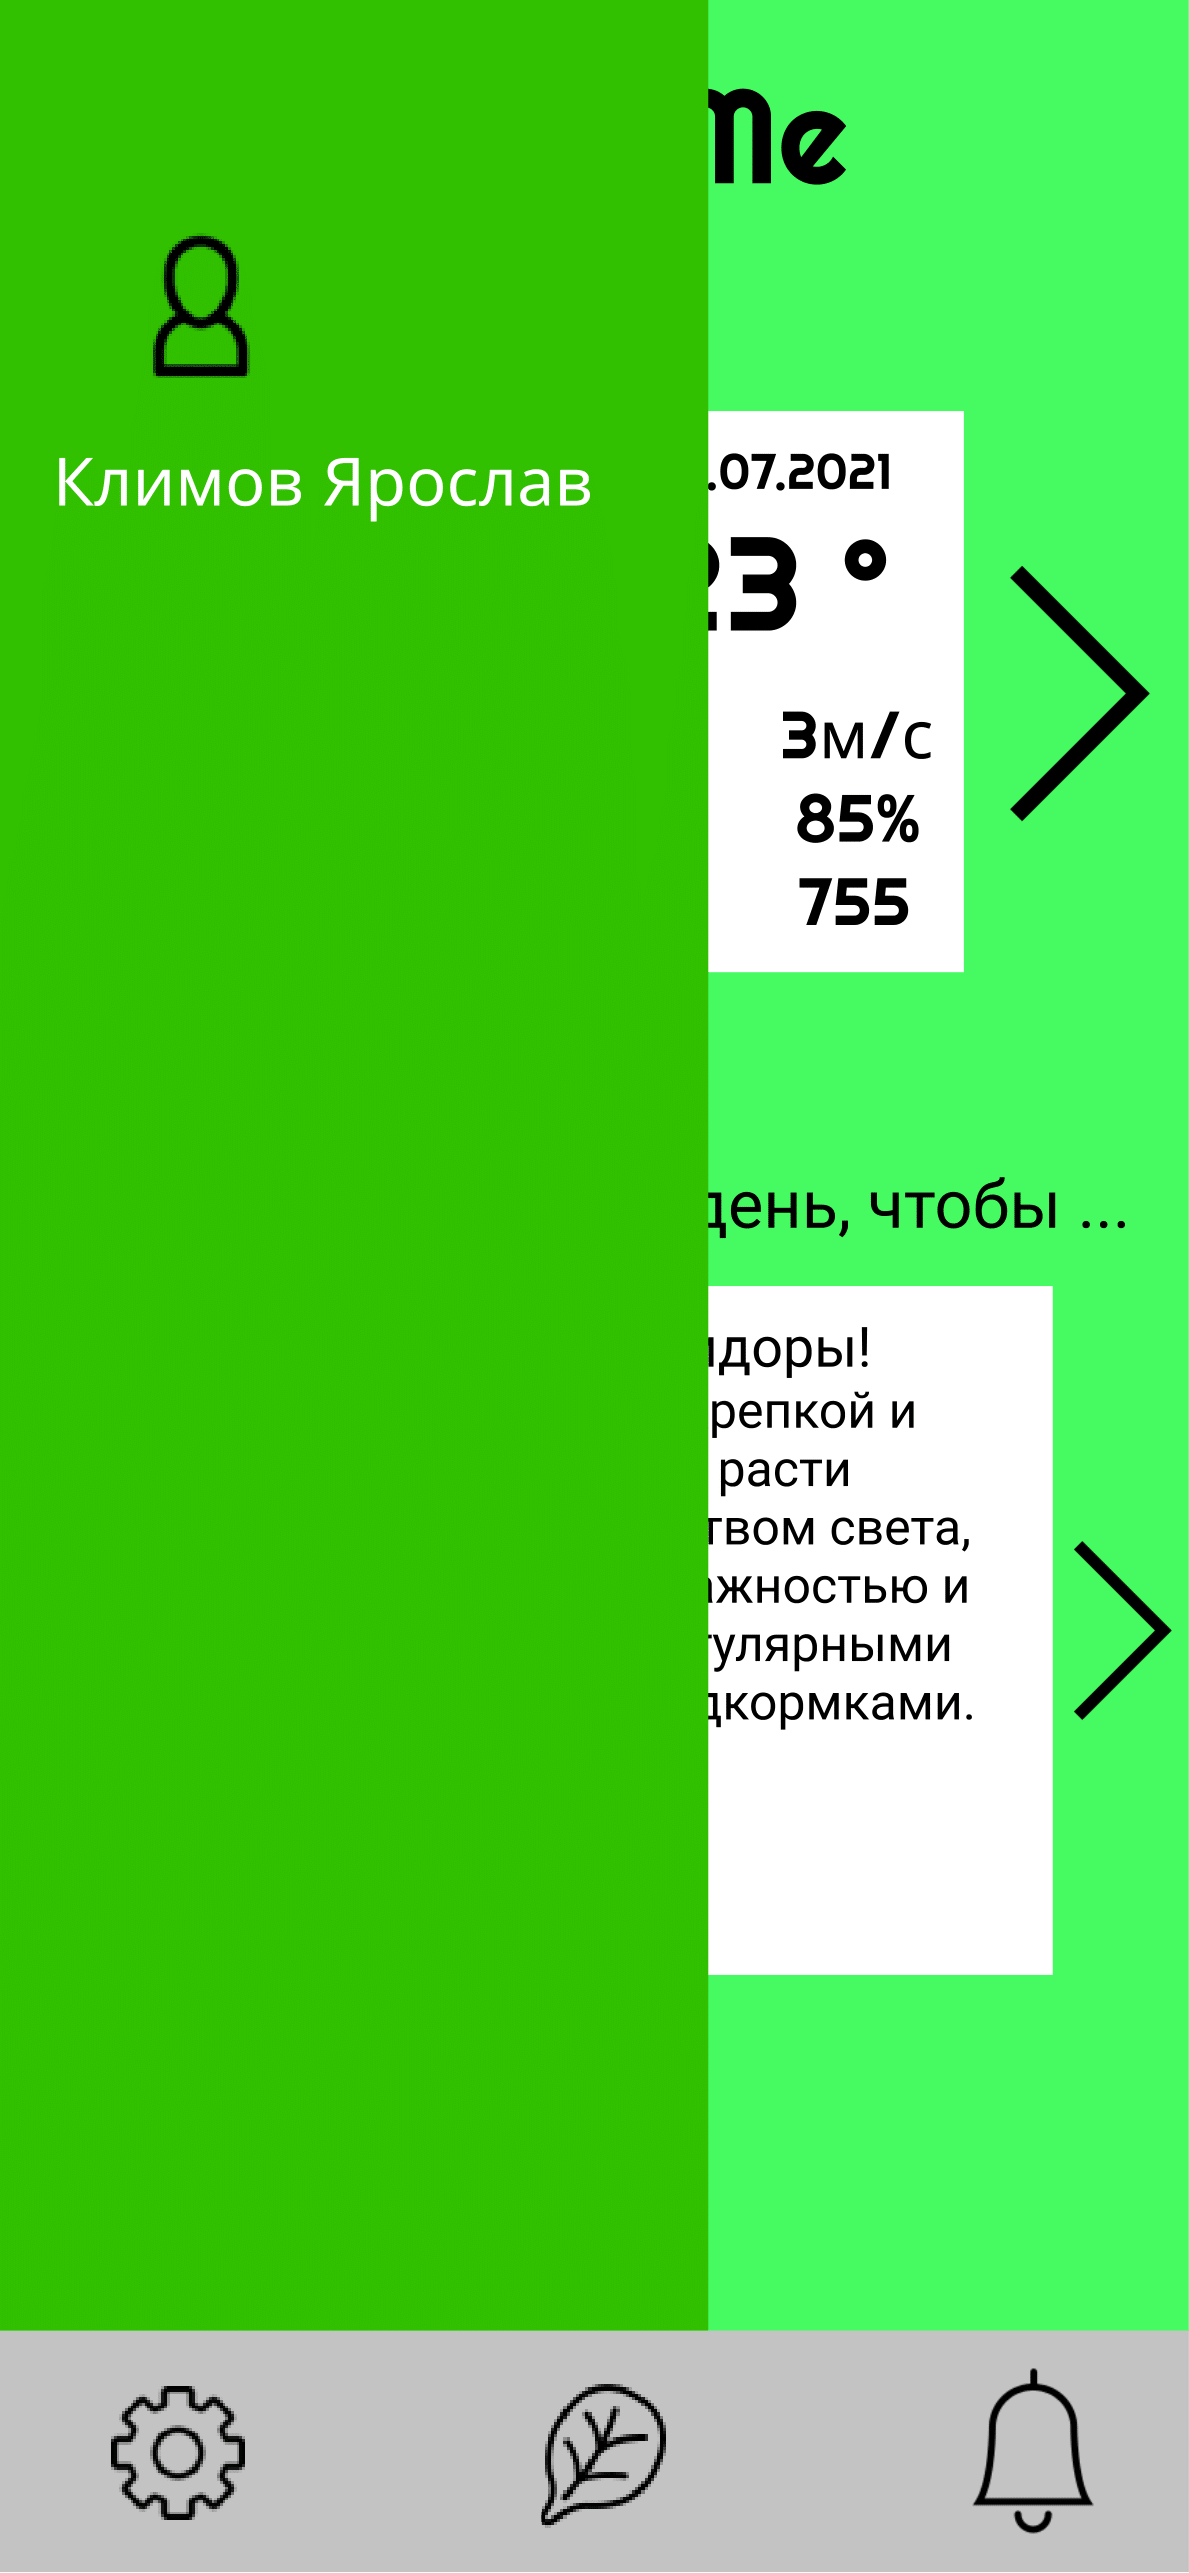 Me
Климов Ярослав
.07.2021
23 °
3м/с
85%
755
день, чтобы ...
идоры!
репкой и
расти
твом света,
ажностью и
гулярными
дкормками.